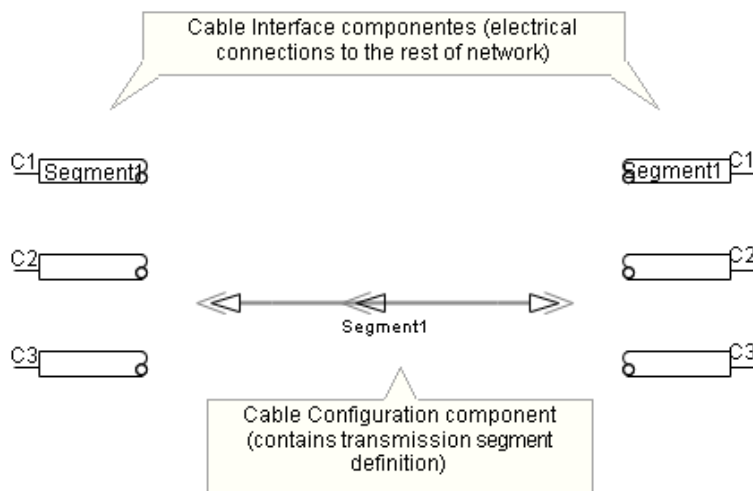 Cable Interface componentes (electrical
connections to the rest of network)
C1
Segment1
Segment1
C1
C2
C2
Segment1
C3
C3
Cable Configuration component
(contains transmission segment
definition)